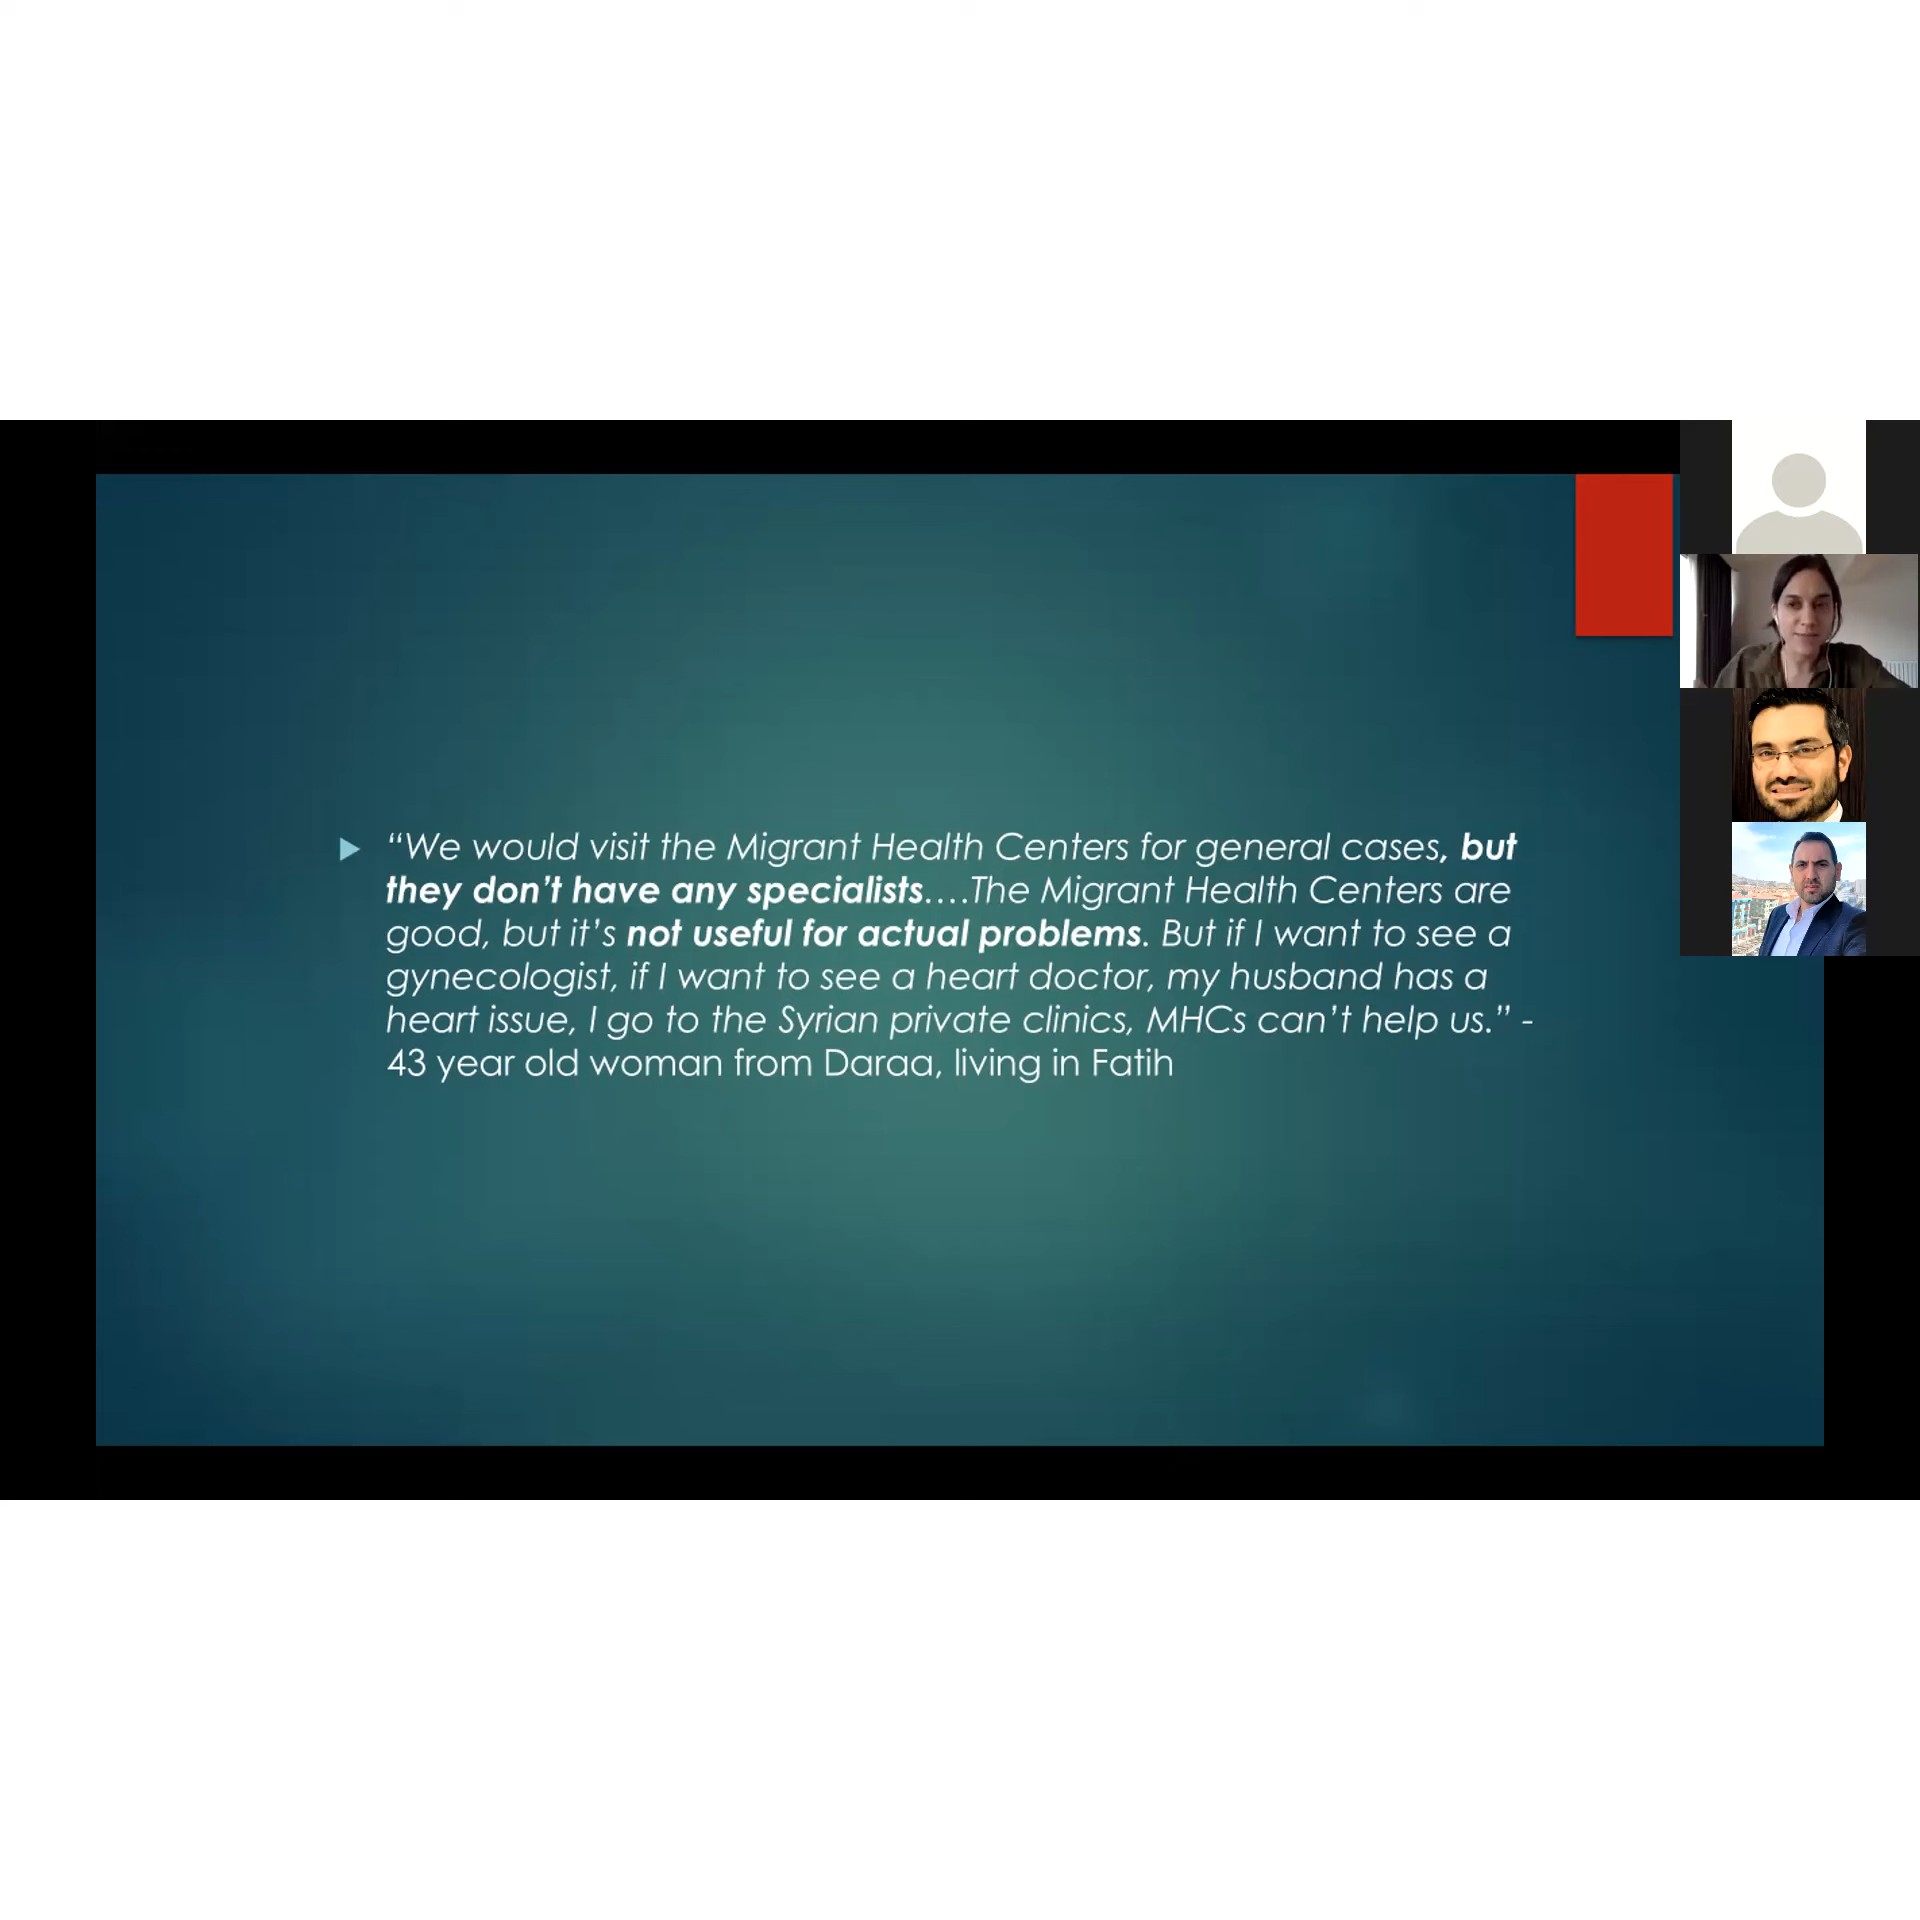 “We would visit the Migrant Health Centers for general cases, but
they don’t have any specialists….The Migrant Health Centers are
good, but it’s not useful for actual problems. But if I want to see a
gynecologist, if I want to see a heart doctor, my husband has a
heart issue, I go to the Syrian private clinics, MHCs can’t help us.” -
43 year old woman from Daraa, living in Fatih